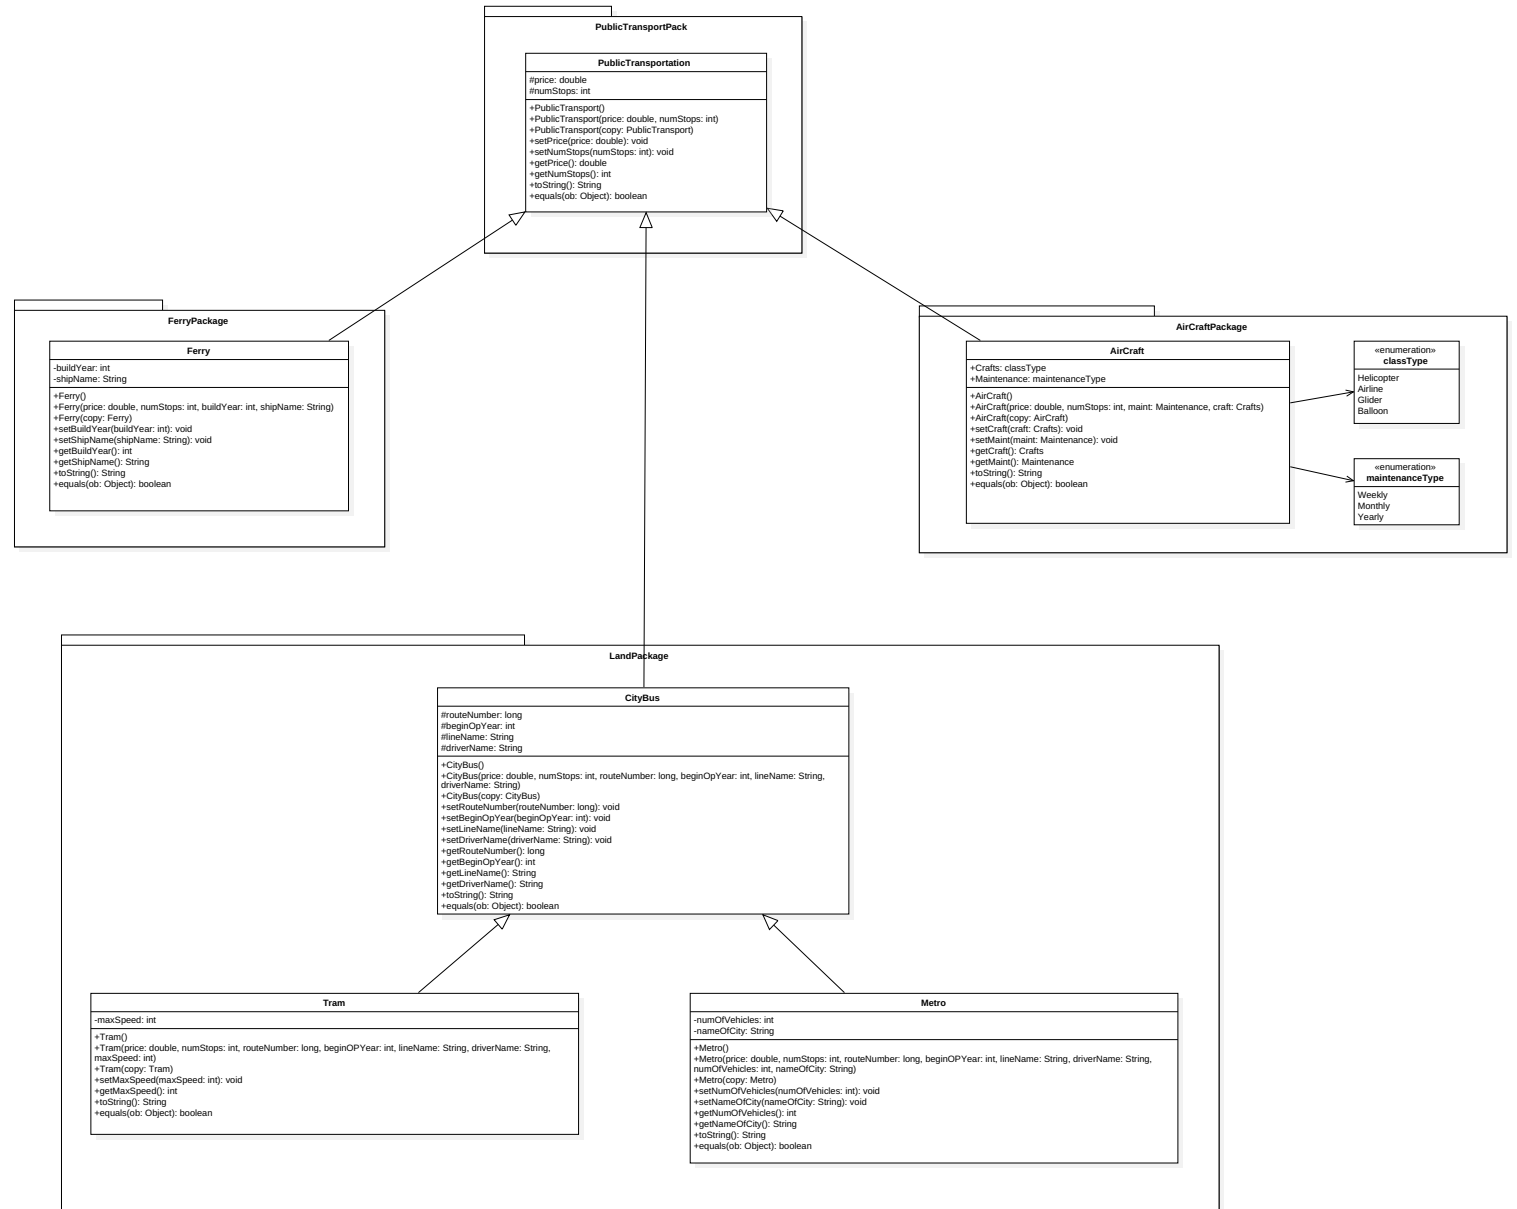 PublicTransportPack
PublicTransportation
#price: double
#numStops: int
+PublicTransport()
+PublicTransport(price: double, numStops: int)
+PublicTransport(copy: PublicTransport)
+setPrice(price: double): void
+setNumStops(numStops: int): void
+getPrice(): double
+getNumStops(): int
+toString(): String
+equals(ob: Object): boolean
FerryPackage
Ferry
-buildYear: int
-shipName: String
+Ferry()
+Ferry(price: double, numStops: int, buildYear: int, shipName: String)
+Ferry(copy: Ferry)
+setBuildYear(buildYear: int): void
+setShipName(shipName: String): void
+getBuildYear(): int
+getShipName(): String
+toString(): String
+equals(ob: Object): boolean
AirCraftPackage
AirCraft
+Crafts: classType
+Maintenance: maintenanceType
+AirCraft()
+AirCraft(price: double, numStops: int, maint: Maintenance, craft: Crafts)
+AirCraft(copy: AirCraft)
+setCraft(craft: Crafts): void
+setMaint(maint: Maintenance): void
+getCraft(): Crafts
+getMaint(): Maintenance
+toString(): String
+equals(ob: Object): boolean
«enumeration»
classType
Helicopter
Airline
Glider
Balloon
«enumeration»
maintenanceType
Weekly
Monthly
Yearly
LandPackage
CityBus
#routeNumber: long
#beginOpYear: int
#lineName: String
#driverName: String
+CityBus()
+CityBus(price: double, numStops: int, routeNumber: long, beginOpYear: int, lineName: String,
driverName: String)
+CityBus(copy: CityBus)
+setRouteNumber(routeNumber: long): void
+setBeginOpYear(beginOpYear: int): void
+setLineName(lineName: String): void
+setDriverName(driverName: String): void
+getRouteNumber(): long
+getBeginOpYear(): int
+getLineName(): String
+getDriverName(): String
+toString(): String
+equals(ob: Object): boolean
Tram
-maxSpeed: int
+Tram()
+Tram(price: double, numStops: int, routeNumber: long, beginOPYear: int, lineName: String, driverName: String,
maxSpeed: int)
+Tram(copy: Tram)
+setMaxSpeed(maxSpeed: int): void
+getMaxSpeed(): int
+toString(): String
+equals(ob: Object): boolean
Metro
-numOfVehicles: int
-nameOfCity: String
+Metro()
+Metro(price: double, numStops: int, routeNumber: long, beginOPYear: int, lineName: String, driverName: String,
numOfVehicles: int, nameOfCity: String)
+Metro(copy: Metro)
+setNumOfVehicles(numOfVehicles: int): void
+setNameOfCity(nameOfCity: String): void
+getNumOfVehicles(): int
+getNameOfCity(): String
+toString(): String
+equals(ob: Object): boolean